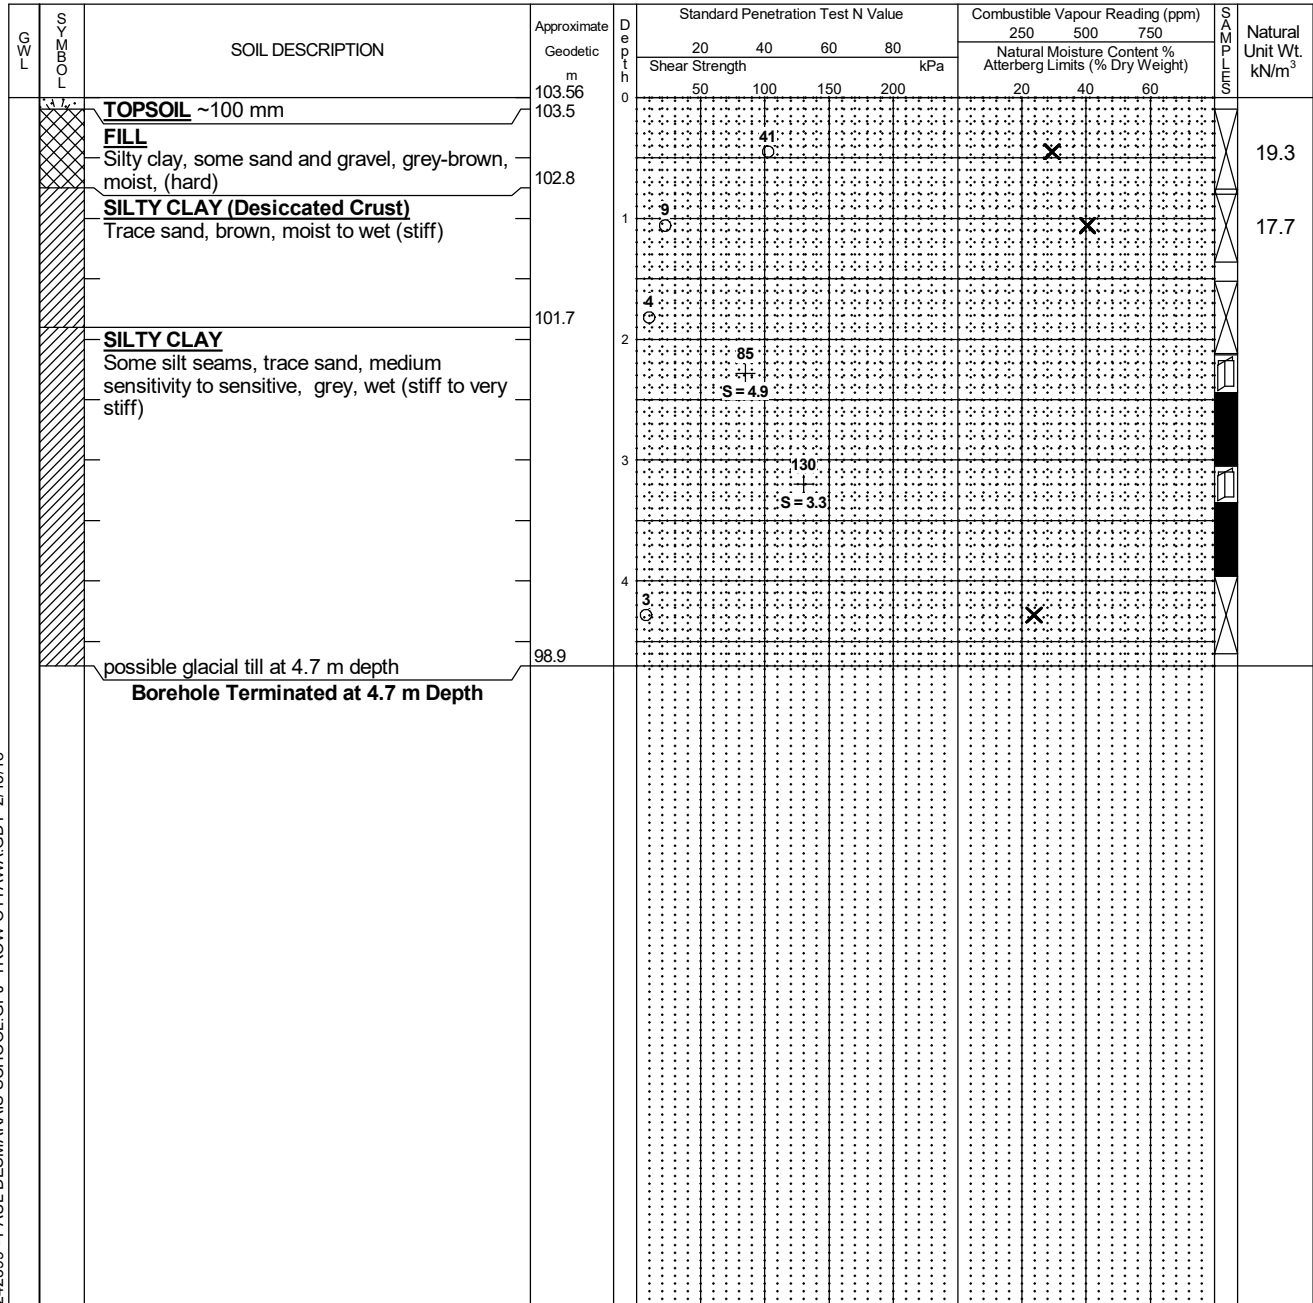 GWL
SYMBOL
SOIL DESCRIPTION
Approximate
Geodetic
m
103.56
Depth
Standard Penetration Test N Value
20 40 60 80
Shear Strength kPa
50 100 150 200
Combustible Vapour Reading (ppm)
250 500 750
Natural Moisture Content %
Atterberg Limits (% Dry Weight)
20 40 60
SAMPLES
Natural
Unit Wt.
kN/m³
0
TOPSOIL ~100 mm
103.5
FILL
Silty clay, some sand and gravel, grey-brown,
moist, (hard)
41
19.3
102.8
SILTY CLAY (Desiccated Crust)
Trace sand, brown, moist to wet (stiff)
1
9
17.7
4
101.7
SILTY CLAY
Some silt seams, trace sand, medium
sensitivity to sensitive, grey, wet (stiff to very
stiff)
2
85
S = 4.9
3
130
S = 3.3
4
3
98.9
possible glacial till at 4.7 m depth
Borehole Terminated at 4.7 m Depth